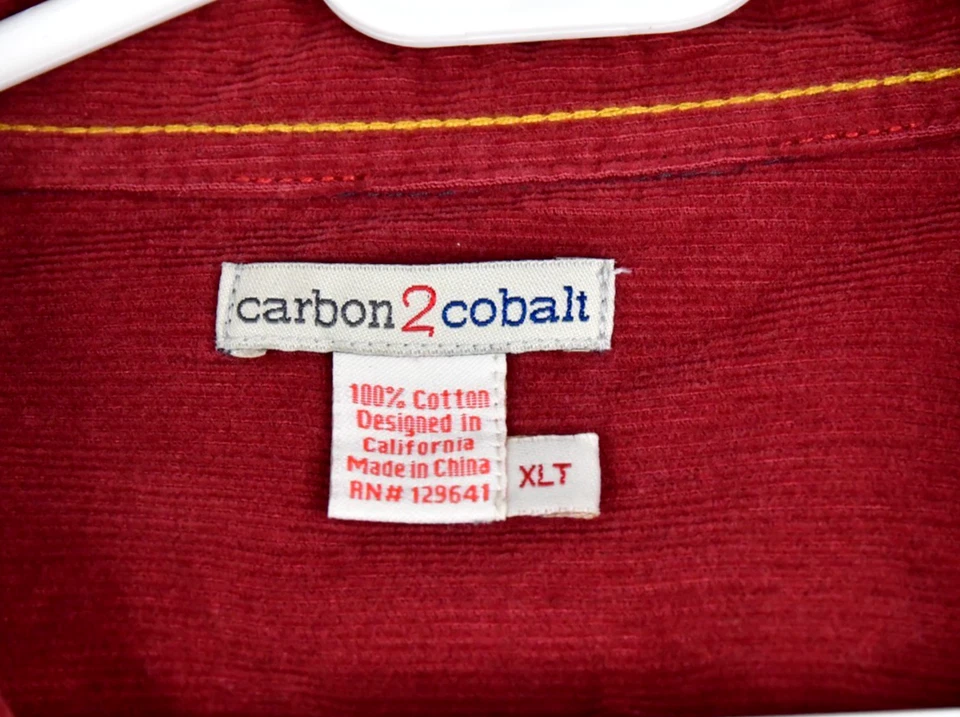 carbon2cobalt
100% Cotton
Designed in
California
Made in China
RN# 129641
XLT